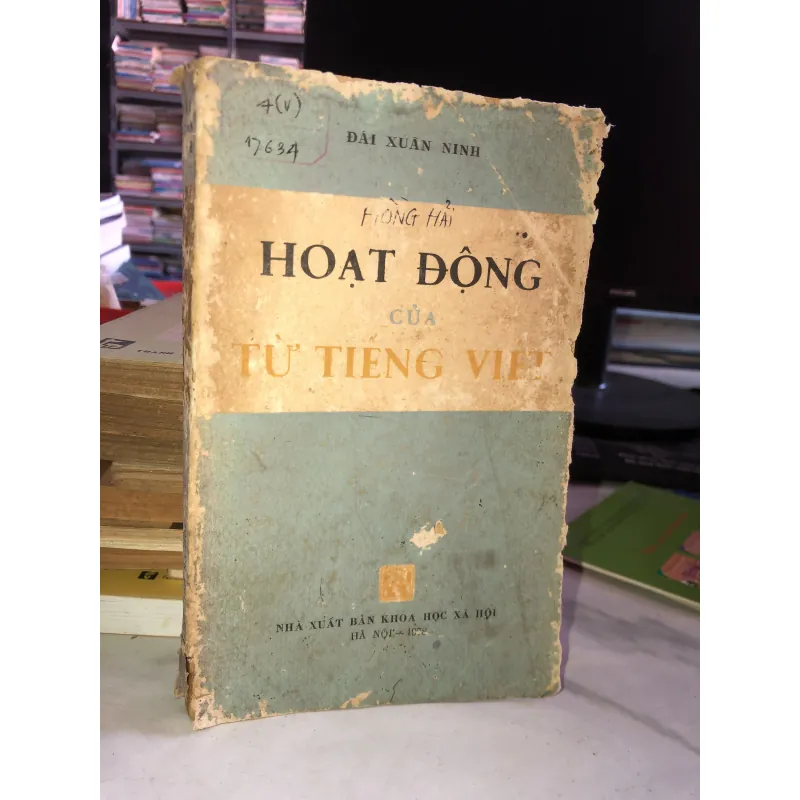 4(V)
17634
ĐÁI XUÂN NINH
HỒNG HẢI
HOẠT ĐỘNG
CỦA
TỪ TIẾNG VIỆT
NHÀ XUẤT BẢN KHOA HỌC XÃ HỘI
HÀ NỘI —